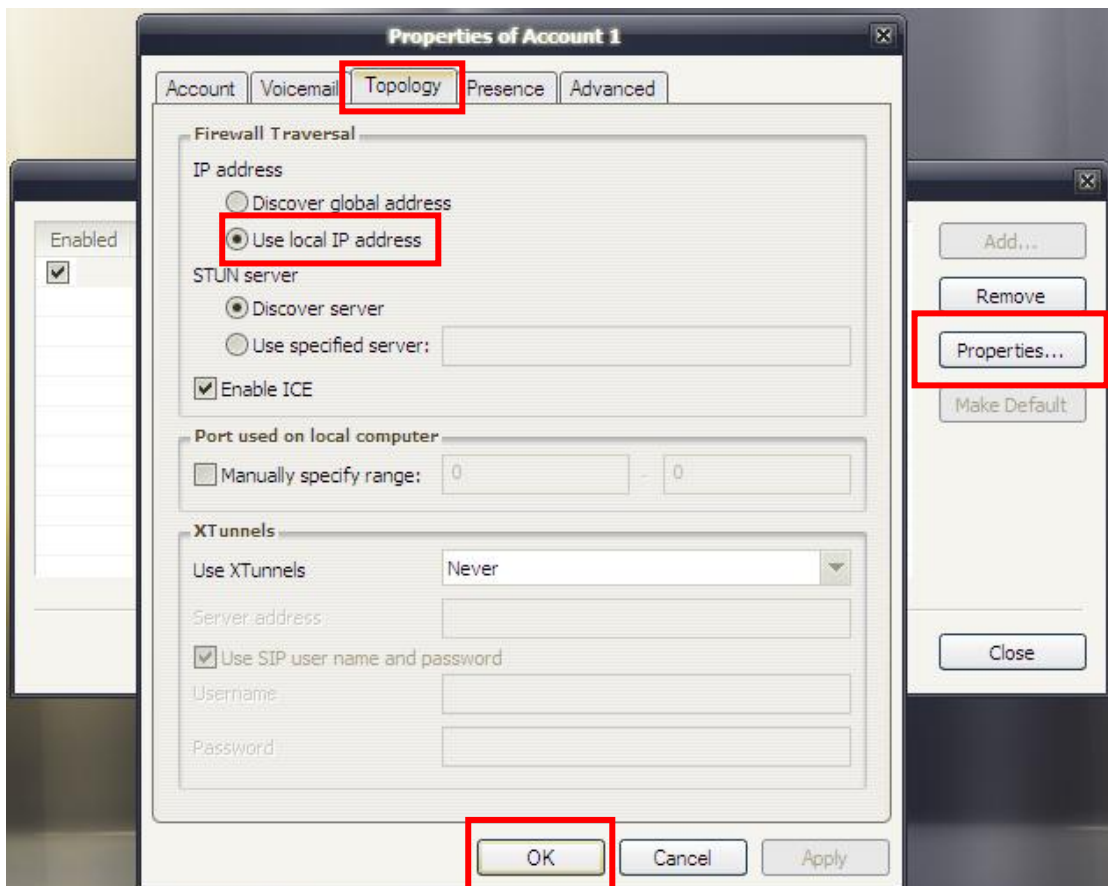 Properties of Account 1
Account Voicemail Topology Presence Advanced
Firewall Traversal
IP address
Discover global address
Use local IP address
STUN server
Discover server
Use specified server:
Enable ICE
Port used on local computer
Manually specify range: 0 - 0
XTunnels
Use XTunnels Never
Server address
Use SIP user name and password
Username
Password
OK Cancel Apply
Enabled
Add...
Remove
Properties...
Make Default
Close